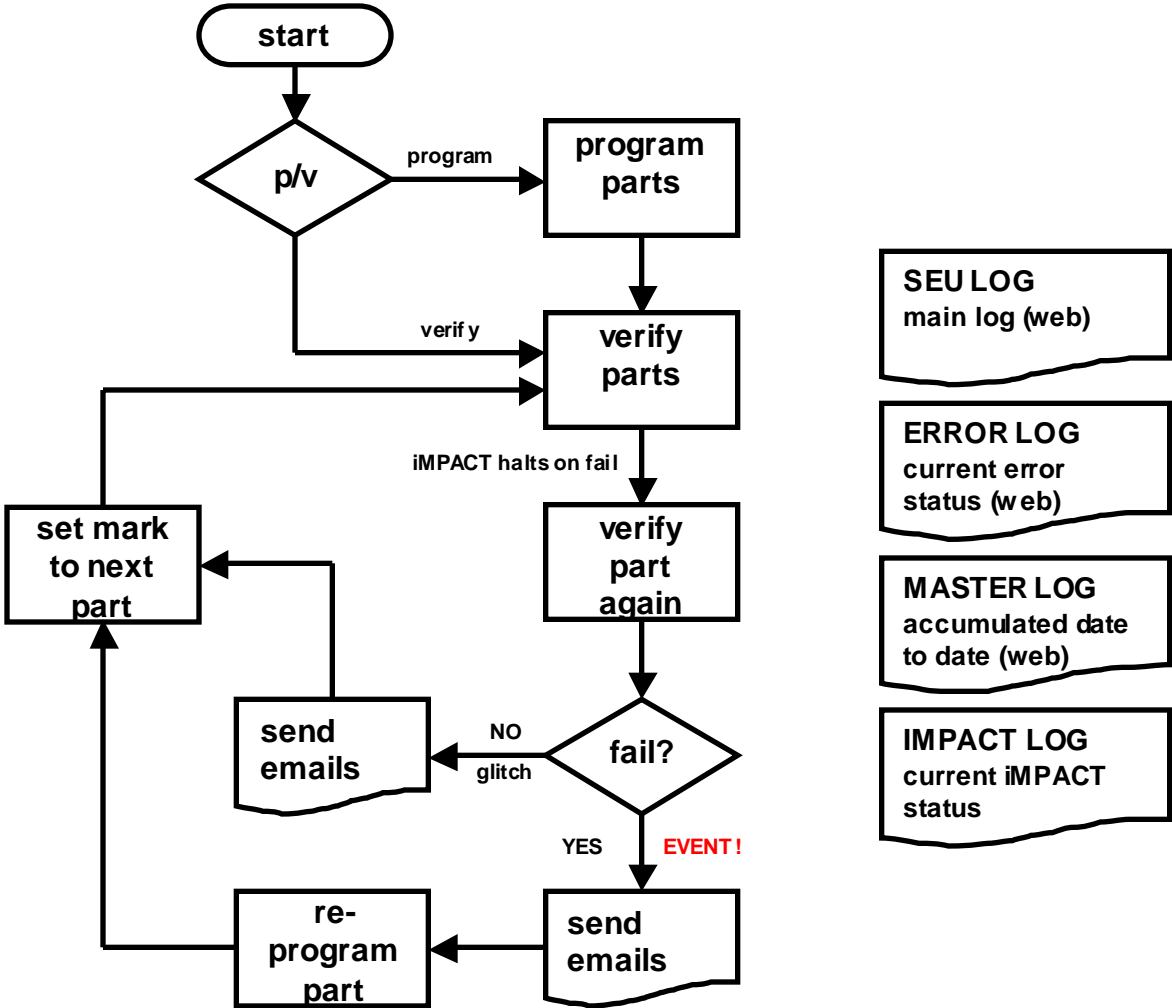 start
p/v
program
program
parts
verify
verify
parts
iMPACT halts on fail
verify
part
again
set mark
to next
part
send
emails
NO
glitch
fail?
YES
EVENT!
re-
program
part
send
emails
SEU LOG
main log (web)
ERROR LOG
current error
status (web)
MASTER LOG
accumulated date
to date (web)
IMPACT LOG
current iMPACT
status